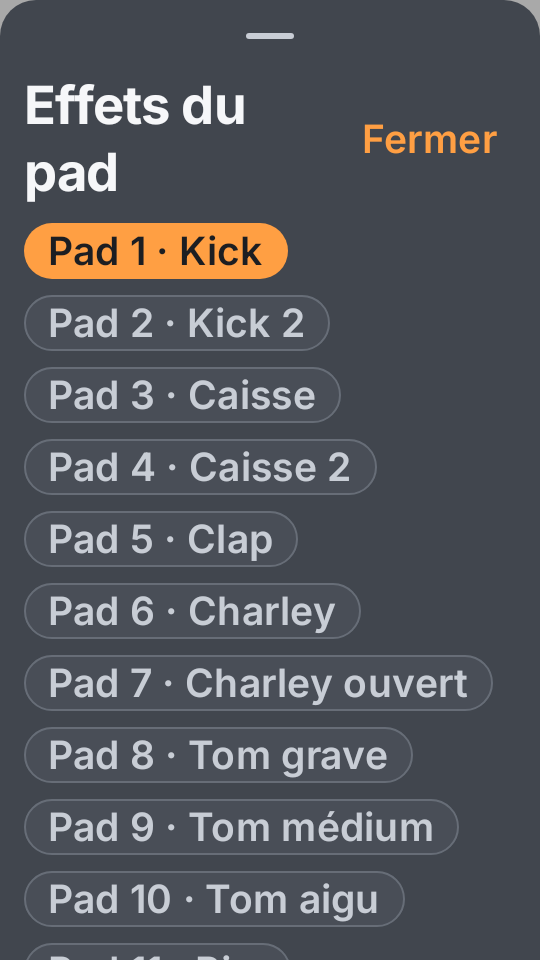 Effets du
pad
Fermer
Pad 1 · Kick
Pad 2 · Kick 2
Pad 3 · Caisse
Pad 4 · Caisse 2
Pad 5 · Clap
Pad 6 · Charley
Pad 7 · Charley ouvert
Pad 8 · Tom grave
Pad 9 · Tom médium
Pad 10 · Tom aigu
Pad 11 ·